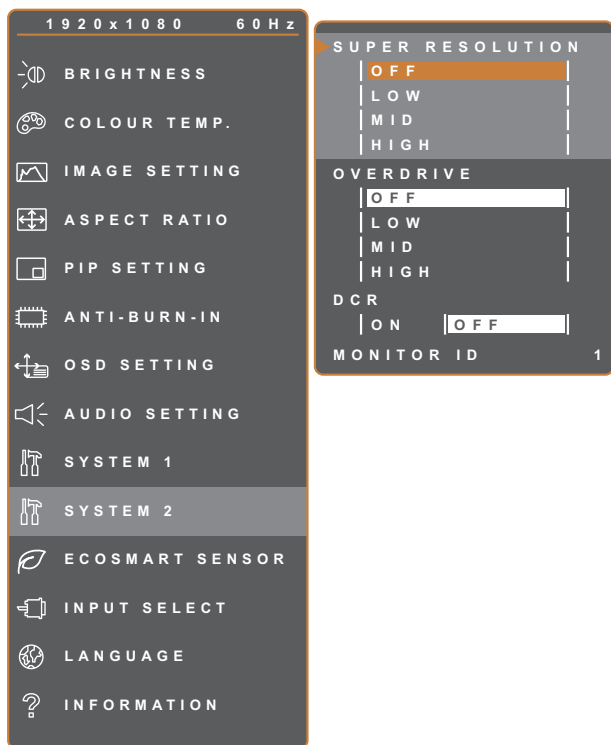 1920x1080 60Hz
BRIGHTNESS
COLOUR TEMP.
IMAGE SETTING
ASPECT RATIO
PIP SETTING
ANTI-BURN-IN
OSD SETTING
AUDIO SETTING
SYSTEM 1
SYSTEM 2
ECOSMART SENSOR
INPUT SELECT
LANGUAGE
INFORMATION
SUPER RESOLUTION
OFF
LOW
MID
HIGH
OVERDRIVE
OFF
LOW
MID
HIGH
DCR
ON OFF
MONITOR ID 1